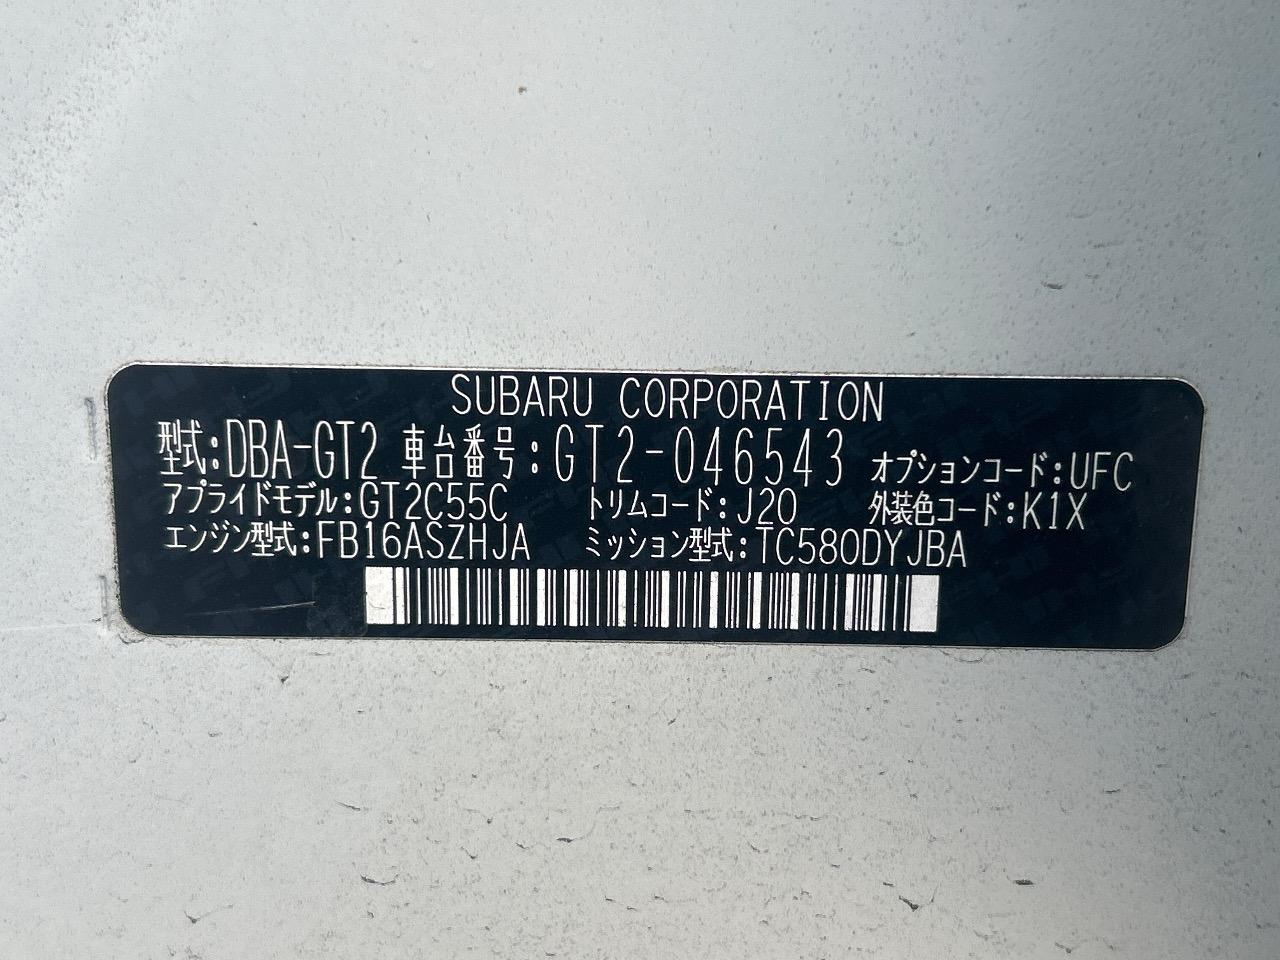 SUBARU CORPORATION
型式:DBA-GT2 車台番号:GT2-046543 オプションコード:UFC
アプライドモデル:GT2C55C トリムコード:J20 外装色コード:K1X
エンジン型式:FB16ASZHJA ミッション型式:TC580DYJBA